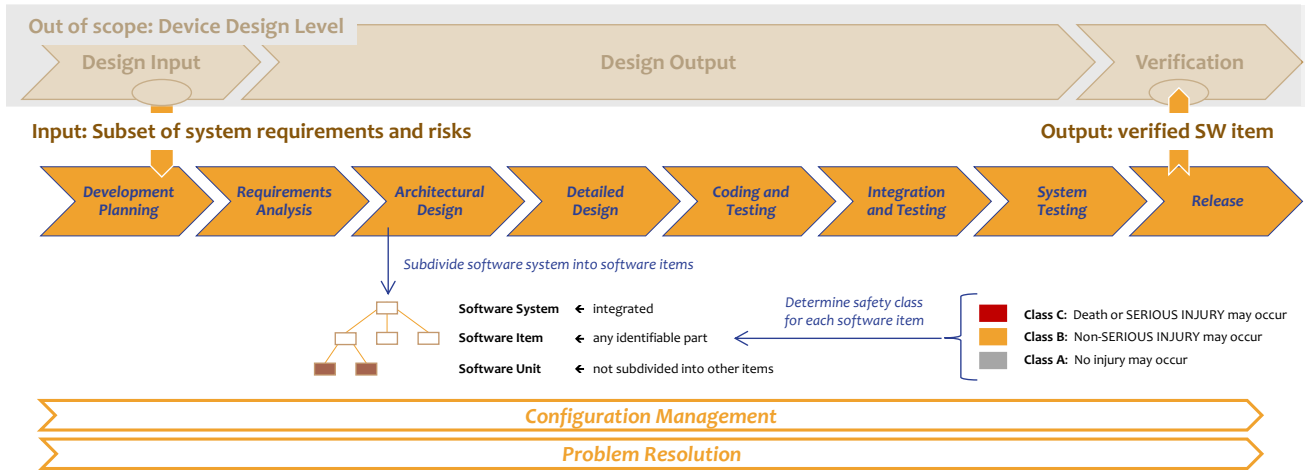 Out of scope: Device Design Level
Design Input
Design Output
Verification
Input: Subset of system requirements and risks
Output: verified SW item
Development
Planning
Requirements
Analysis
Architectural
Design
Detailed
Design
Coding and
Testing
Integration
and Testing
System
Testing
Release
Subdivide software system into software items
Software System ← integrated
Software Item ← any identifiable part
Software Unit ← not subdivided into other items
Determine safety class
for each software item
Class C: Death or SERIOUS INJURY may occur
Class B: Non-SERIOUS INJURY may occur
Class A: No injury may occur
Configuration Management
Problem Resolution